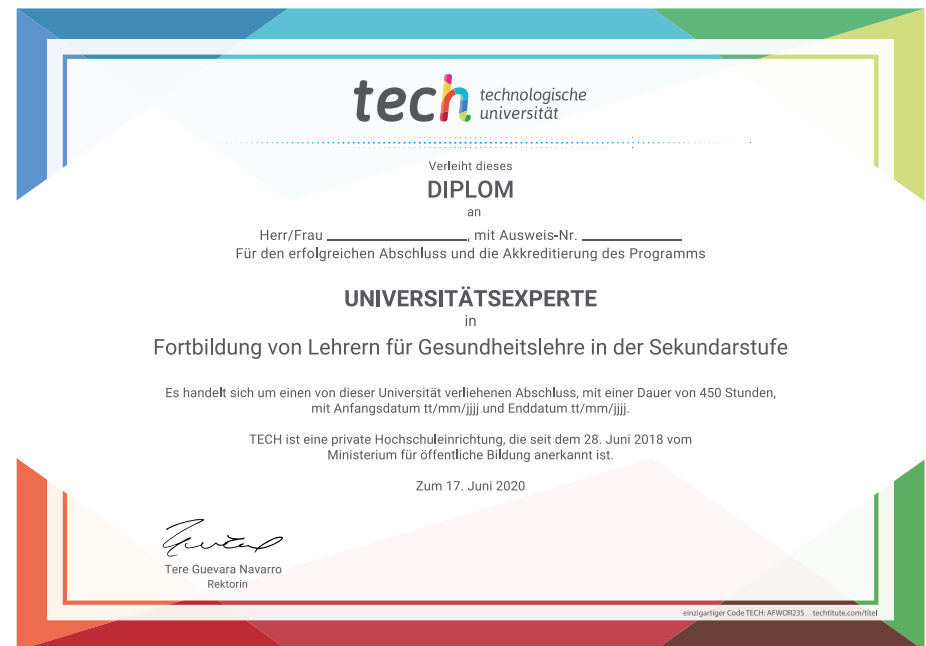 tech technologische
universität
Verleiht dieses
DIPLOM
an
Herr/Frau ____________________, mit Ausweis-Nr. ______________
Für den erfolgreichen Abschluss und die Akkreditierung des Programms
UNIVERSITÄTSEXPERTE
in
Fortbildung von Lehrern für Gesundheitslehre in der Sekundarstufe
Es handelt sich um einen von dieser Universität verliehenen Abschluss, mit einer Dauer von 450 Stunden,
mit Anfangsdatum tt/mm/jjjj und Enddatum tt/mm/jjjj.
TECH ist eine private Hochschuleinrichtung, die seit dem 28. Juni 2018 vom
Ministerium für öffentliche Bildung anerkannt ist.
Zum 17. Juni 2020
Tere Guevara Navarro
Rektorin
einzigartiger Code TECH: AFWOR235 techtitute.com/titel